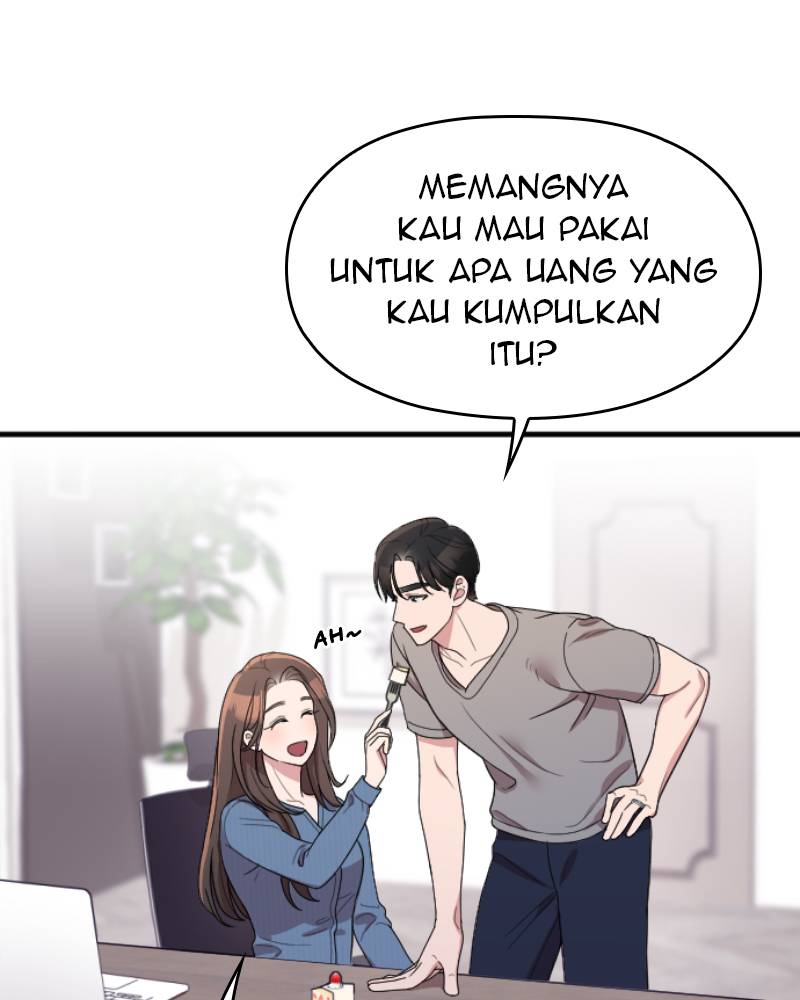 MEMANGNYA
KAU MAU PAKAI
UNTUK APA UANG YANG
KAU KUMPULKAN
ITU?
AH~